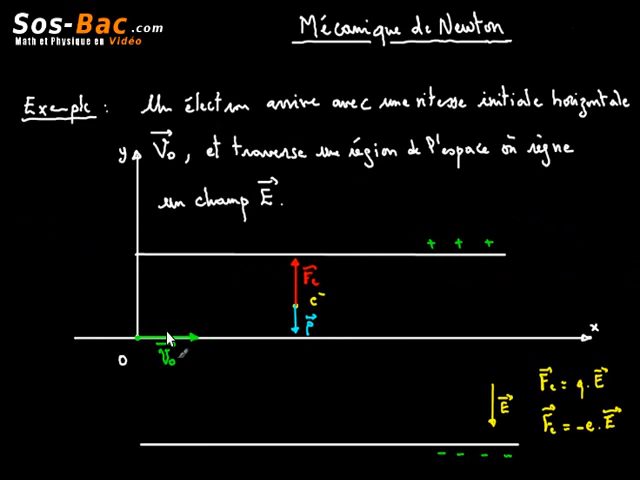 Sos-Bac.com
Math et Physique en Vidéo
Mécanique de Newton
Exemple : Un électron arrive avec une vitesse initiale horizontale
V₀, et traverse une région de l'espace où règne
un champ E.
y
+ + +
Fe
e⁻
P
x
O
V₀
E
Fe = q.E
Fe = -e.E
- - - -